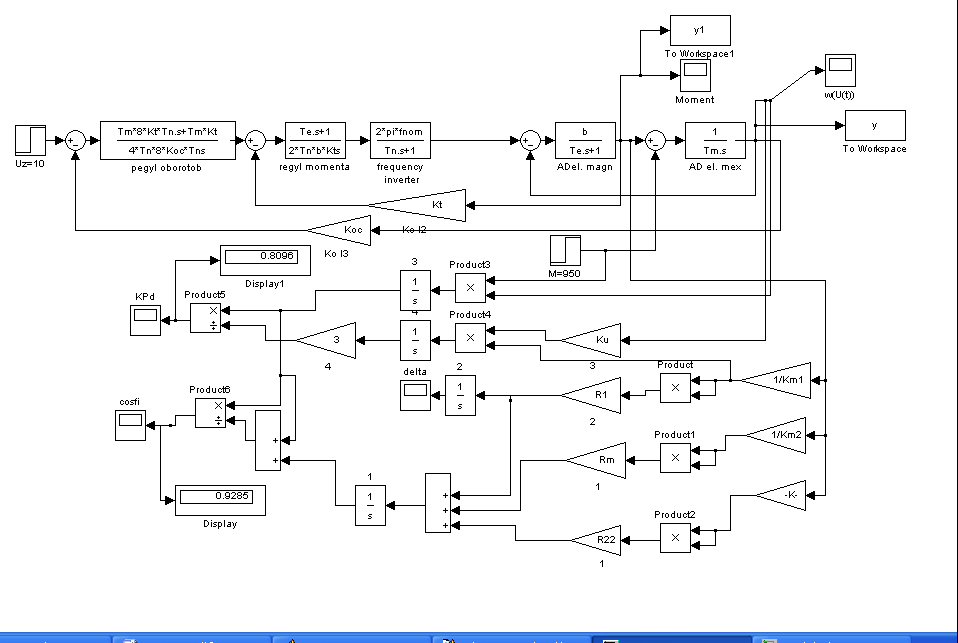 y1
To Workspace1
Moment
w(U(t))
y
To Workspace
Uz=10
Tm*8*Kt*Tn.s+Tm*Kt
4*Tn*8*Koc*Tns
pegyl oborotob
Te.s+1
2*Tn*b*Kts
regyl momenta
2*pi*fnom
Tn.s+1
frequency
inverter
b
Te.s+1
ADel. magn
1
Tm.s
AD el. mex
Kt
Ko l2
Koc
Ko l3
M=950
0.8096
Display1
3
1
s
Product3
×
KPd
Product5
×
÷
3
4
4
1
s
Product4
×
Ku
3
delta
2
1
s
R1
2
Product
×
1/Km1
cosfi
Product6
×
÷
+
+
Rm
1
Product1
×
1/Km2
0.9285
Display
1
1
s
+
+
+
R22
1
Product2
×
-K-